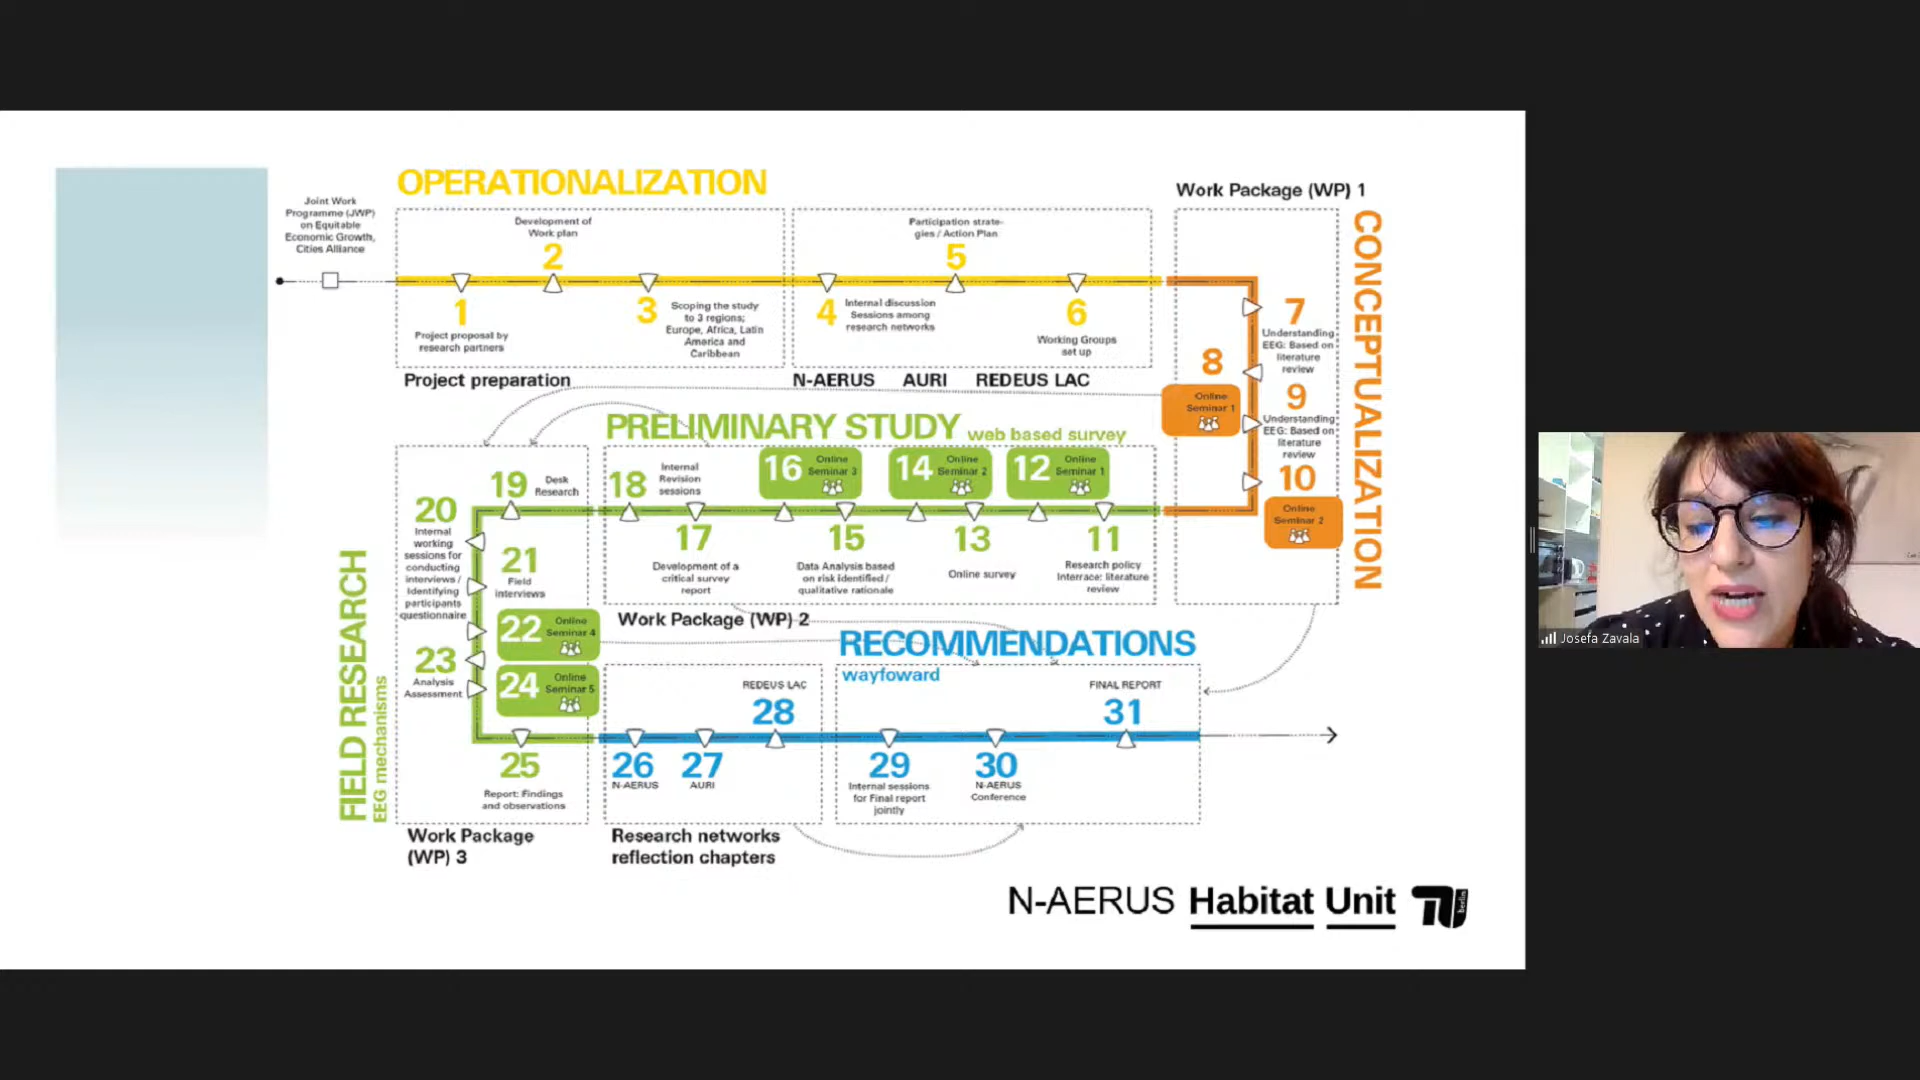 OPERATIONALIZATION
Work Package (WP) 1
Joint Work
Programme (JWP)
on Equitable
Economic Growth,
Cities Alliance
Development of
Work plan
2
1
Project proposal by
research partners
3
Scoping the study
to 3 regions;
Europe, Africa, Latin
America and
Caribbean
Participation strate-
gies / Action Plan
5
4
Internal discussion
Sessions among
research networks
6
Working Groups
set up
Project preparation
N-AERUS AURI REDEUS LAC
CONCEPTUALIZATION
7
Understanding
EEG: Based on
literature
review
8
Online
Seminar 1
9
Understanding
EEG: Based on
literature
review
10
Online
Seminar 2
PRELIMINARY STUDY web based survey
18
Internal
Revision
sessions
16 Online
Seminar 3
14 Online
Seminar 2
12 Online
Seminar 1
17
Development of a
critical survey
report
15
Data Analysis based
on risk identified /
qualitative rationale
13
Online survey
11
Research policy
Interrace: literature
review
Work Package (WP) 2
FIELD RESEARCH
EEG mechanisms
19 Desk
Research
20
Internal
working
sessions for
conducting
interviews /
Identifying
participants
questionnaire
21
Field
interviews
22 Online
Seminar 4
23
Analysis
Assessment
24 Online
Seminar 5
25
Report: Findings
and observations
Work Package
(WP) 3
RECOMMENDATIONS
wayfoward
REDEUS LAC
28
26
N-AERUS
27
AURI
Research networks
reflection chapters
FINAL REPORT
31
29
Internal sessions
for Final report
jointly
30
N-AERUS
Conference
N-AERUS Habitat Unit
berlin
Josefa Zavala